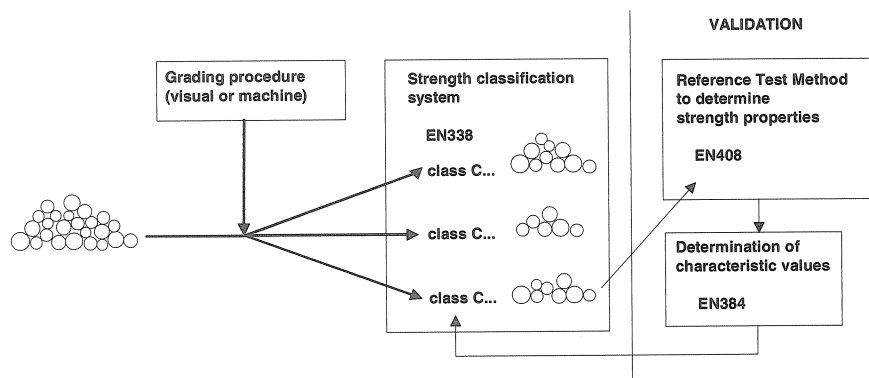 VALIDATION
Grading procedure
(visual or machine)
Strength classification
system
EN338
class C...
class C...
class C...
Reference Test Method
to determine
strength properties
EN408
Determination of
characteristic values
EN384